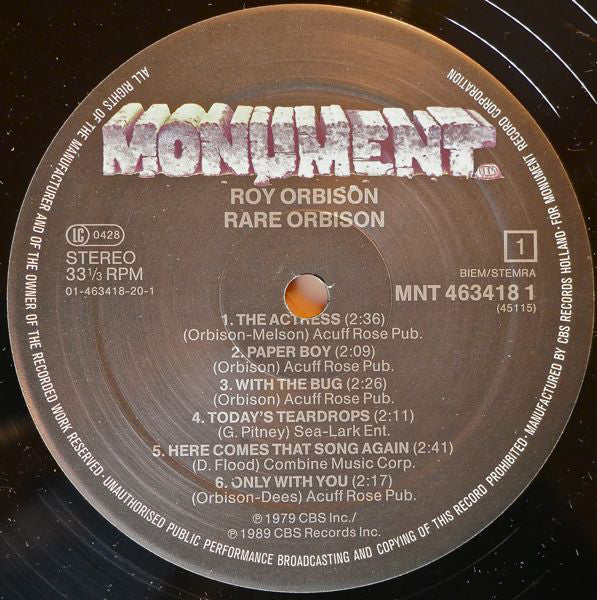 MONUMENT.
ROY ORBISON
RARE ORBISON
LC 0428
STEREO
33 1/3 RPM
01-463418-20-1
1
BIEM/STEMRA
MNT 463418 1
(45115)
1. THE ACTRESS (2:36)
(Orbison-Melson) Acuff Rose Pub.
2. PAPER BOY (2:09)
(Orbison) Acuff Rose Pub.
3. WITH THE BUG (2:26)
(Orbison) Acuff Rose Pub.
4. TODAY'S TEARDROPS (2:11)
(G. Pitney) Sea-Lark Ent.
5. HERE COMES THAT SONG AGAIN (2:41)
(D. Flood) Combine Music Corp.
6. ONLY WITH YOU (2:17)
(Orbison-Dees) Acuff Rose Pub.
℗ 1979 CBS Inc./
℗ 1989 CBS Records Inc.
ALL RIGHTS OF THE MANUFACTURER AND OF THE OWNER OF THE RECORDED WORK RESERVED · UNAUTHORISED PUBLIC PERFORMANCE BROADCASTING AND COPYING OF THIS RECORD PROHIBITED · MANUFACTURED BY CBS RECORDS HOLLAND · FOR MONUMENT RECORD CORPORATION